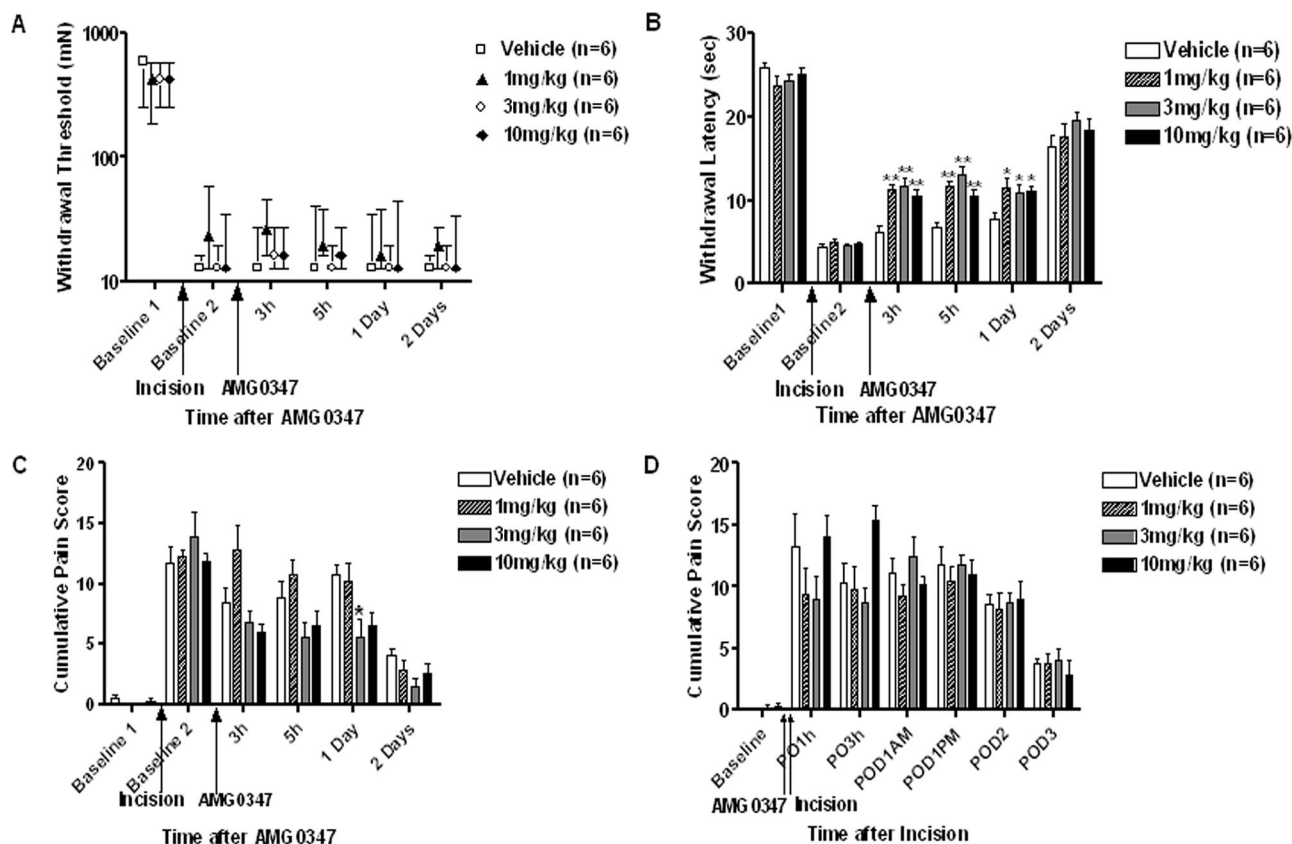 A
Withdrawal Threshold (mN)
1000
100
10
Vehicle (n=6)
1mg/kg (n=6)
3mg/kg (n=6)
10mg/kg (n=6)
Baseline 1
Baseline 2
3h
5h
1 Day
2 Days
Incision
AMG0347
Time after AMG0347
B
Withdrawal Latency (sec)
30
20
10
0
Vehicle (n=6)
1mg/kg (n=6)
3mg/kg (n=6)
10mg/kg (n=6)
** ** **
** ** **
* * *
Baseline1
Baseline2
3h
5h
1 Day
2 Days
Incision
AMG0347
Time after AMG0347
C
Cumulative Pain Score
20
15
10
5
0
Vehicle (n=6)
1mg/kg (n=6)
3mg/kg (n=6)
10mg/kg (n=6)
*
Baseline 1
Baseline 2
3h
5h
1 Day
2 Days
Incision
AMG0347
Time after AMG0347
D
Cumulative Pain Score
20
15
10
5
0
Vehicle (n=6)
1mg/kg (n=6)
3mg/kg (n=6)
10mg/kg (n=6)
Baseline
PO1h
PO3h
POD1AM
POD1PM
POD2
POD3
AMG0347
Incision
Time after Incision